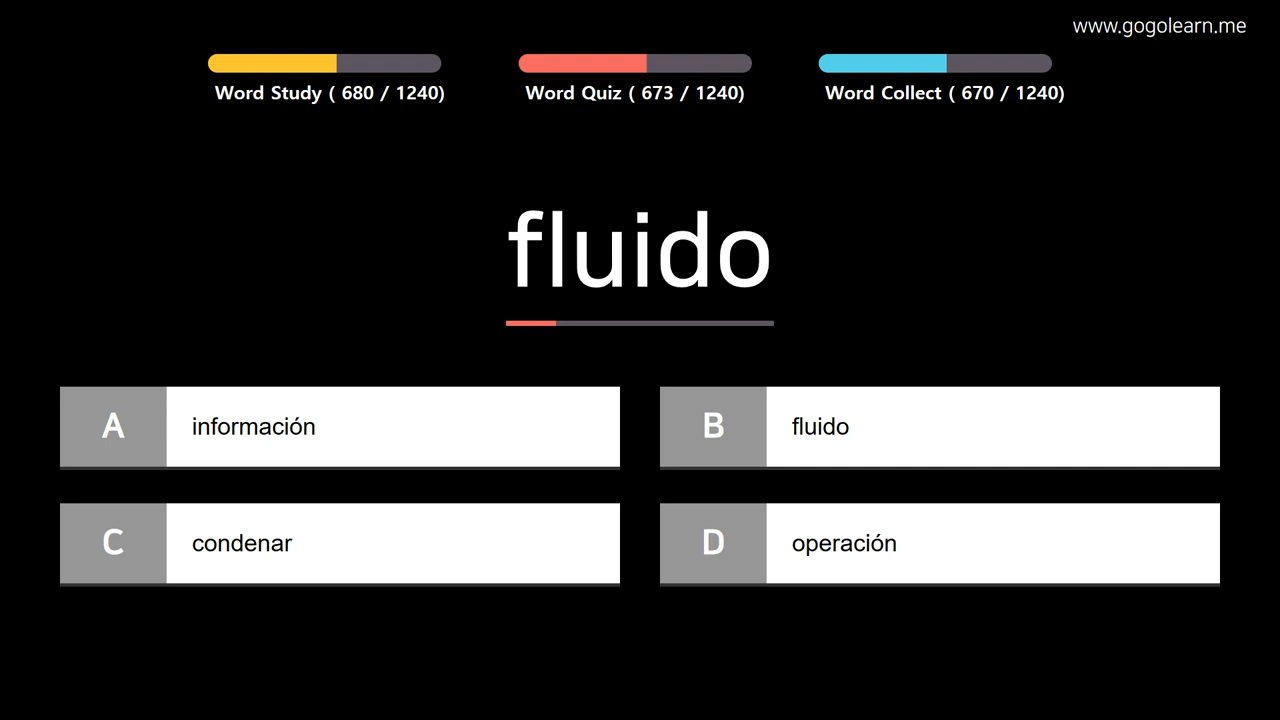 www.gogolearn.me
Word Study ( 680 / 1240)
Word Quiz ( 673 / 1240)
Word Collect ( 670 / 1240)
fluido
A información
B fluido
C condenar
D operación